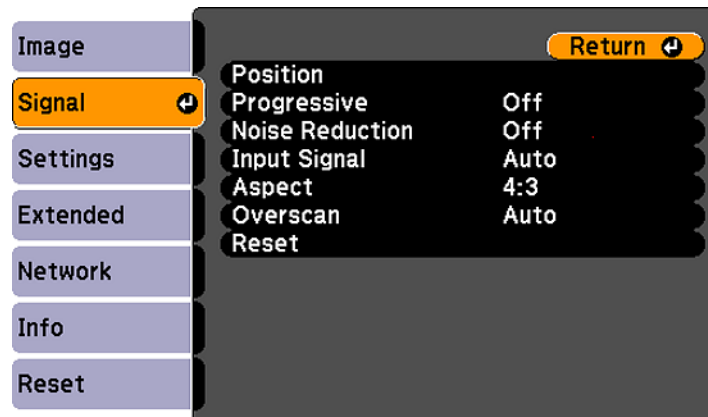 Image
Signal
Settings
Extended
Network
Info
Reset
Return
Position
Progressive Off
Noise Reduction Off
Input Signal Auto
Aspect 4:3
Overscan Auto
Reset